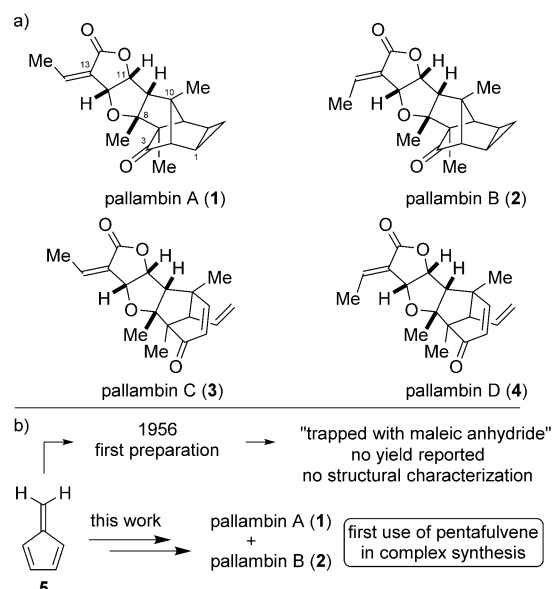 a)
O
O
Me
13
11
H
H
10
Me
H
O
8
Me
3
O
Me
1
pallambin A (1)
O
O
H
H
Me
H
Me
O
Me
O
Me
pallambin B (2)
O
O
Me
H
H
Me
H
O
Me
Me
O
pallambin C (3)
O
O
H
H
Me
H
Me
O
Me
Me
O
pallambin D (4)
b)
1956
first preparation
"trapped with maleic anhydride"
no yield reported
no structural characterization
H H
5
this work
pallambin A (1)
+
pallambin B (2)
first use of pentafulvene
in complex synthesis